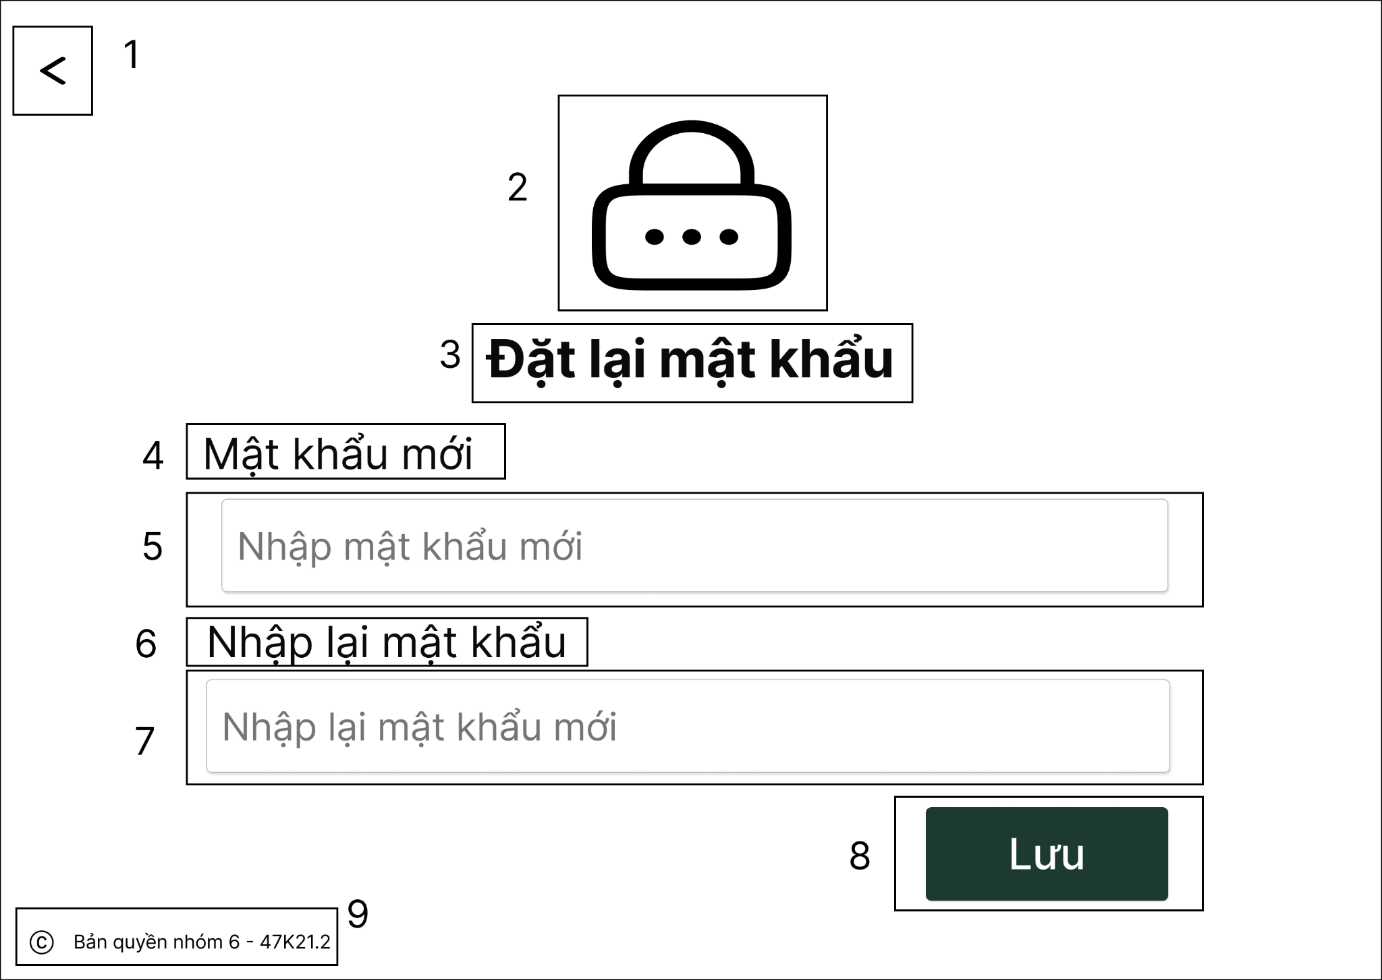 <
1
2
3
Đặt lại mật khẩu
4
Mật khẩu mới
5
Nhập mật khẩu mới
6
Nhập lại mật khẩu
7
Nhập lại mật khẩu mới
8
Lưu
9
© Bản quyền nhóm 6 - 47K21.2